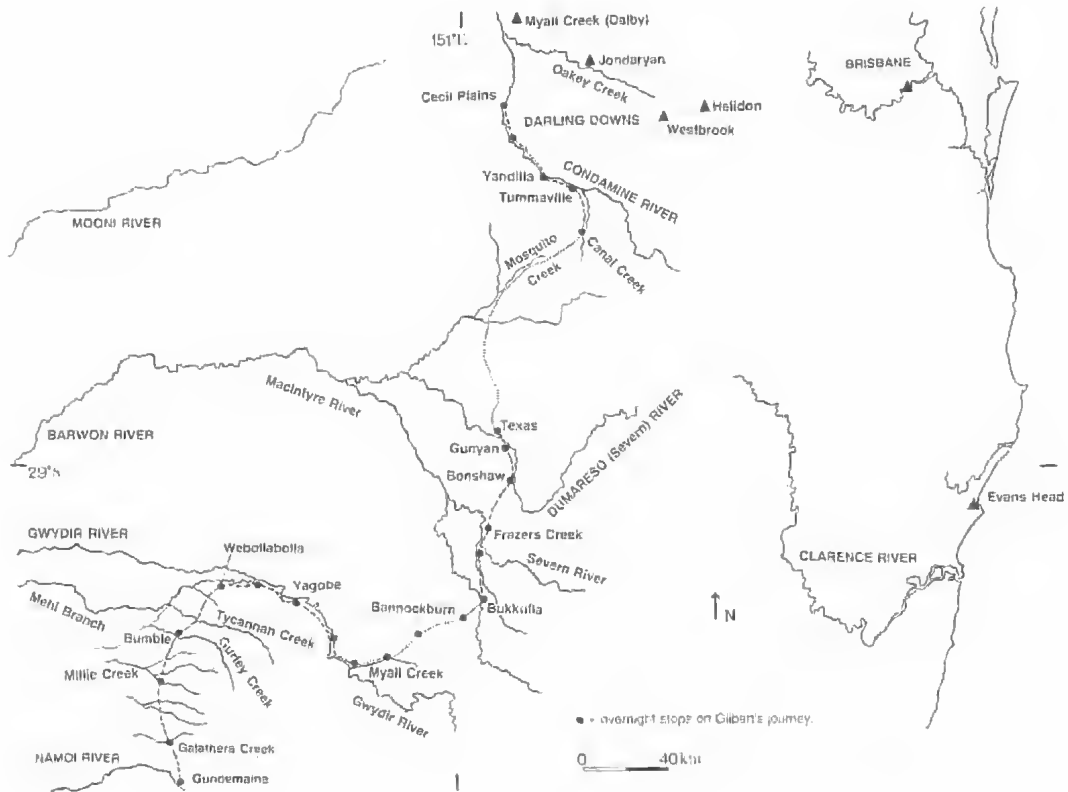 Myall Creek (Dalby)
151°E
Jondaryan
Oakey Creek
BRISBANE
Cecil Plains
Helidon
DARLING DOWNS
Westbrook
Yandilla
CONDAMINE RIVER
Tummaville
MOONI RIVER
Mosquito
Creek
Canal Creek
MacIntyre River
Texas
BARWON RIVER
Gunyan
29°S
Bonshaw
DUMARESQ (Severn) RIVER
Evans Head
Frazers Creek
GWYDIR RIVER
Webollabolla
Severn River
CLARENCE RIVER
Yagobe
Mehi Branch
Bannockburn
Bukkulla
N
Tycannan Creek
Bumble
Gurley Creek
Millie Creek
Myall Creek
Gwydir River
• = overnight stops on Gilbert's journey.
Galathera Creek
NAMOI RIVER
0 40km
Gundemaine